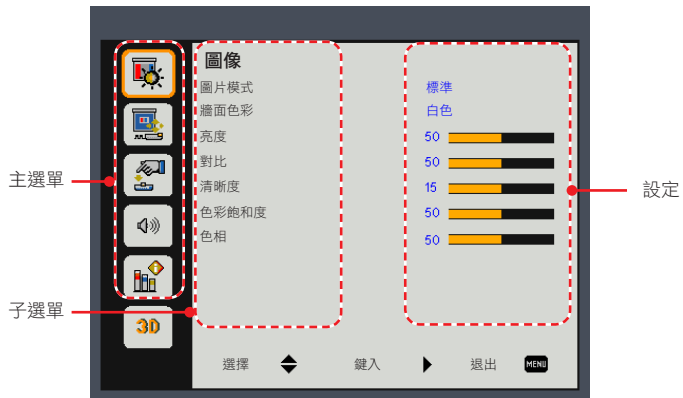 圖像
圖片模式 標準
牆面色彩 白色
亮度 50
對比 50
主選單
清晰度 15
設定
色彩飽和度 50
色相 50
子選單
3D
選擇 鍵入 退出 MENU